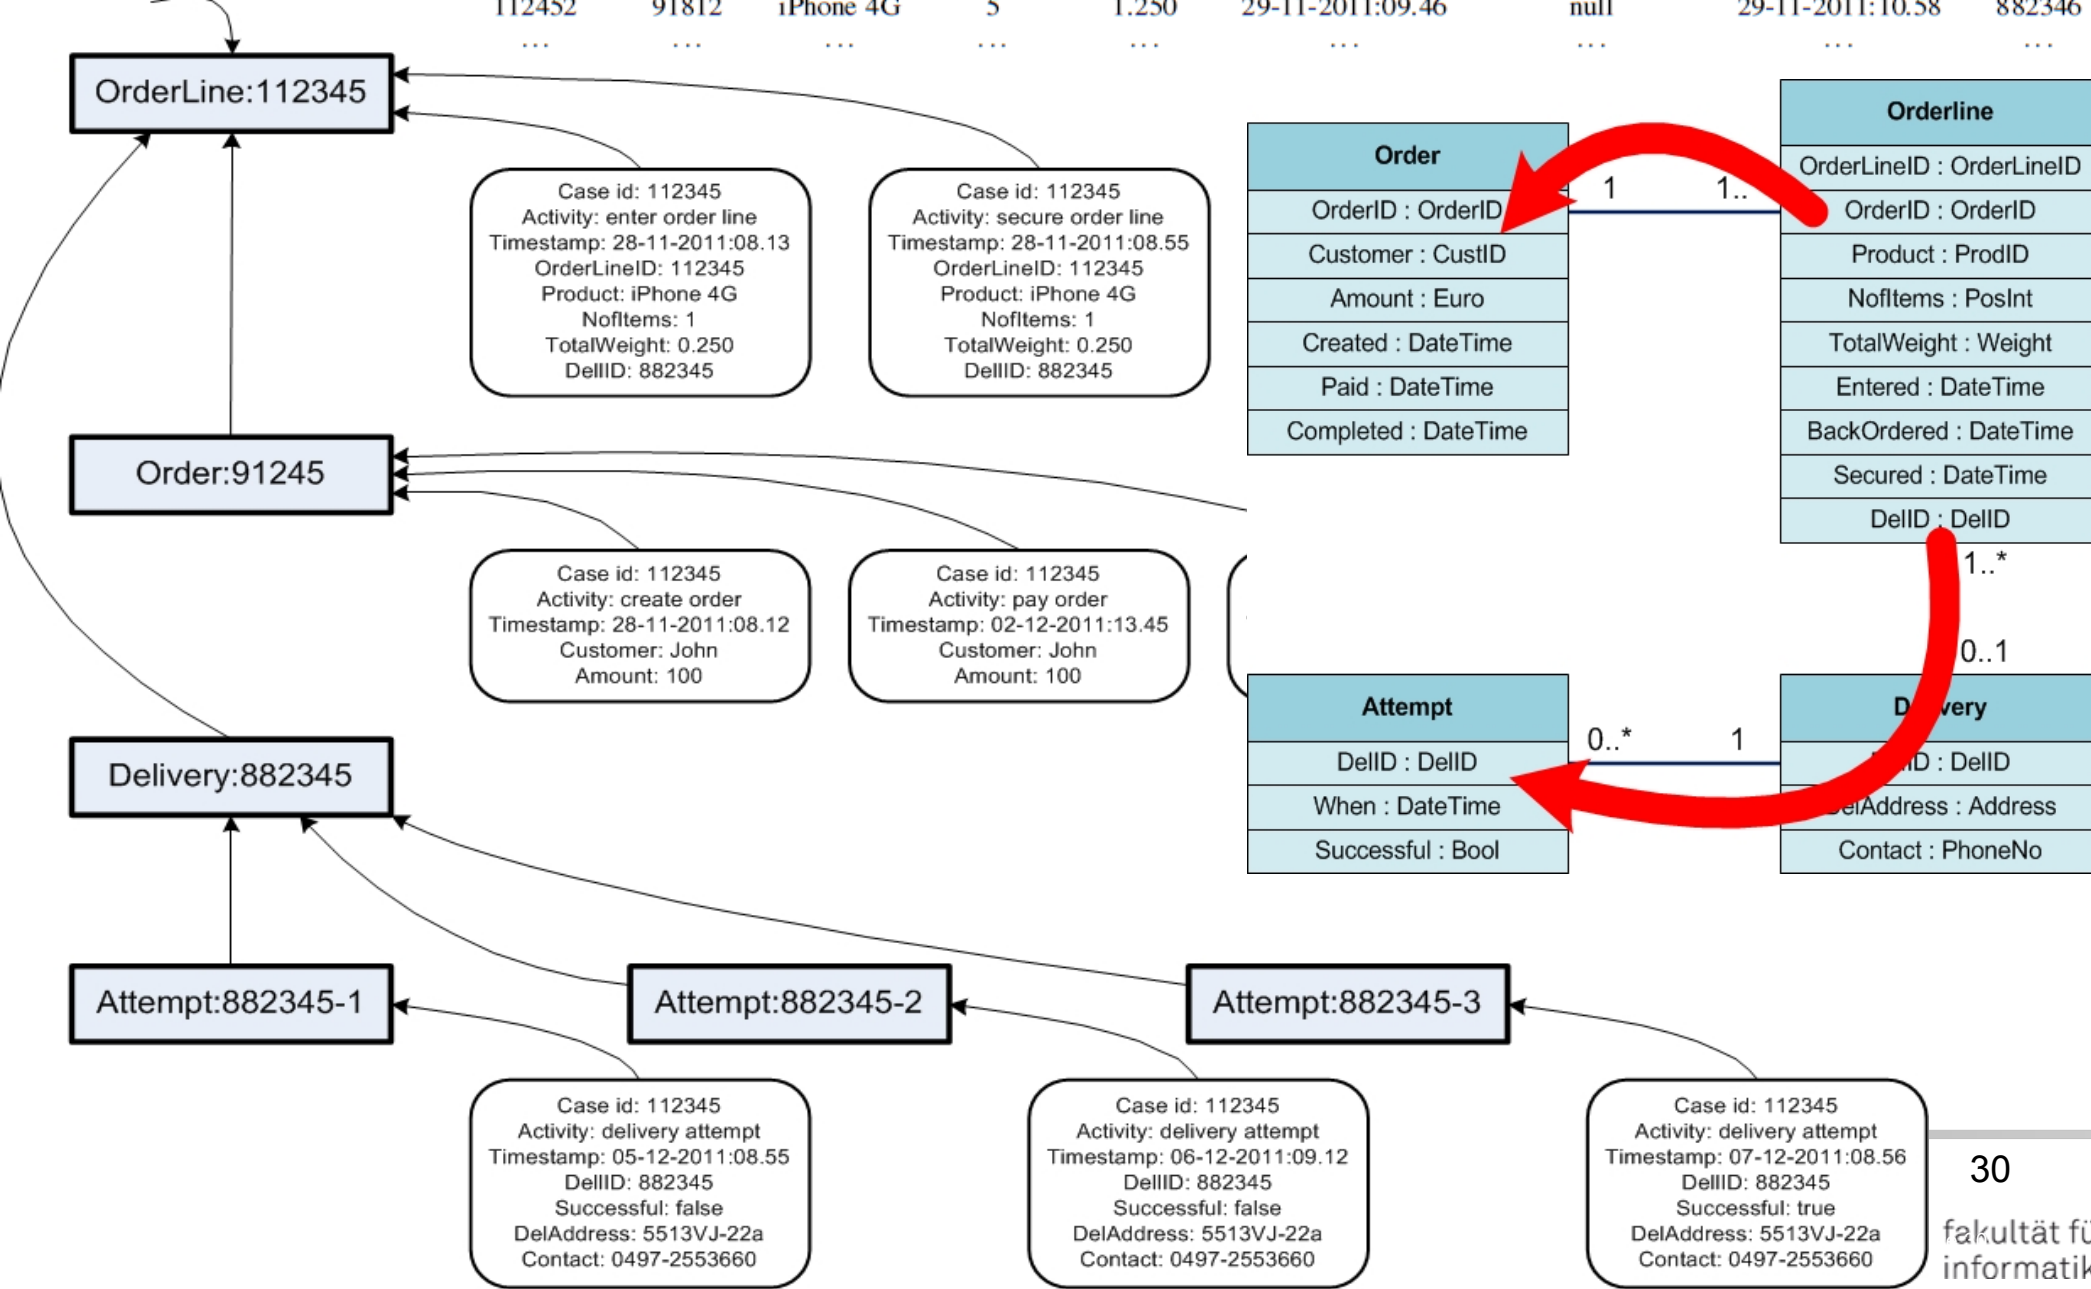 112452 91812 iPhone 4G 5 1.250 29-11-2011:09.46 null 29-11-2011:10.58 882346
... ... ... ... ... ... ... ... ...
OrderLine:112345
Case id: 112345
Activity: enter order line
Timestamp: 28-11-2011:08.13
OrderLineID: 112345
Product: iPhone 4G
NofItems: 1
TotalWeight: 0.250
DellID: 882345
Case id: 112345
Activity: secure order line
Timestamp: 28-11-2011:08.55
OrderLineID: 112345
Product: iPhone 4G
NofItems: 1
TotalWeight: 0.250
DellID: 882345
Order
OrderID : OrderID
Customer : CustID
Amount : Euro
Created : DateTime
Paid : DateTime
Completed : DateTime
1
1..
Orderline
OrderLineID : OrderLineID
OrderID : OrderID
Product : ProdID
NofItems : PosInt
TotalWeight : Weight
Entered : DateTime
BackOrdered : DateTime
Secured : DateTime
DelID : DelID
1..*
0..1
Order:91245
Case id: 112345
Activity: create order
Timestamp: 28-11-2011:08.12
Customer: John
Amount: 100
Case id: 112345
Activity: pay order
Timestamp: 02-12-2011:13.45
Customer: John
Amount: 100
Attempt
DelID : DelID
When : DateTime
Successful : Bool
0..*
1
: DelID
: Address
Contact : PhoneNo
Delivery:882345
Attempt:882345-1
Attempt:882345-2
Attempt:882345-3
Case id: 112345
Activity: delivery attempt
Timestamp: 05-12-2011:08.55
DellID: 882345
Successful: false
DelAddress: 5513VJ-22a
Contact: 0497-2553660
Case id: 112345
Activity: delivery attempt
Timestamp: 06-12-2011:09.12
DellID: 882345
Successful: false
DelAddress: 5513VJ-22a
Contact: 0497-2553660
Case id: 112345
Activity: delivery attempt
Timestamp: 07-12-2011:08.56
DellID: 882345
Successful: true
DelAddress: 5513VJ-22a
Contact: 0497-2553660
30
fakultät fü
informatik